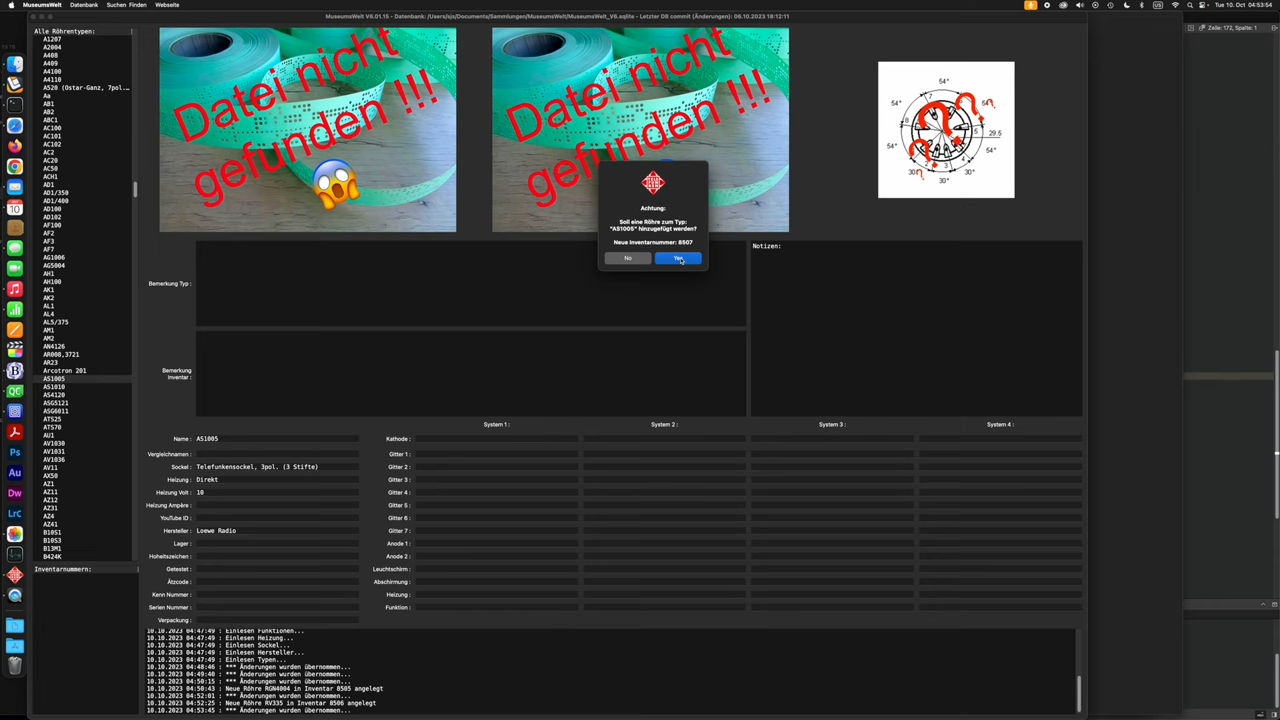 MuseumsWelt Datenbank Suchen Finden Webseite
Tue 10. Oct 04:53:54
MuseumsWelt V6.01.15 - Datenbank: /Users/sjs/Documents/Sammlungen/MuseumsWelt/MuseumsWelt_V6.sqlite - Letzter DB commit (Änderungen): 06.10.2023 18:12:11
Zeile: 172, Spalte: 1
Alle Röhrentypen:
A1207
A2004
A408
A409
A4100
A4110
A520 (Ostar-Ganz, 7pol..
Aa
AB1
AB2
ABC1
AC100
AC101
AC102
AC2
AC20
AC50
ACH1
AD1
AD1/350
AD1/400
AD100
AD102
AF2
AF3
AF7
AG1006
AG5004
AH1
AH100
AK1
AK2
AL1
AL4
AL5/375
AM1
AM2
AN4126
AR008,3721
AR23
Arcotron 201
AS1005
AS1010
AS4120
ASG5121
ASG6011
ATS25
ATS70
AU1
AV1030
AV1031
AV1036
AV11
AX50
AZ1
AZ11
AZ12
AZ31
AZ4
AZ41
B10S1
B10S3
B13M1
B424K
Inventarnummern:
Datei nicht
gefunden !!!
Datei nicht
gefunden !!!
54°
54°
54°
54°
54°
29.5
54°
30°
30°
30°
7
8
5
4
2
3
Achtung:
Soll eine Röhre zum Typ:
"AS1005" hinzugefügt werden?
Neue Inventarnummer: 8507
No
Yes
Bemerkung Typ :
Bemerkung
Inventar :
Notizen:
System 1 :
System 2 :
System 3 :
System 4 :
Name : AS1005
Vergleichnamen :
Sockel : Telefunkensockel, 3pol. (3 Stifte)
Heizung : Direkt
Heizung Volt : 10
Heizung Ampère :
YouTube ID :
Hersteller : Loewe Radio
Lager :
Hoheitszeichen :
Getestet :
Ätzcode :
Kenn Nummer :
Serien Nummer :
Verpackung :
Kathode :
Gitter 1 :
Gitter 2 :
Gitter 3 :
Gitter 4 :
Gitter 5 :
Gitter 6 :
Gitter 7 :
Anode 1 :
Anode 2 :
Leuchtschirm :
Abschirmung :
Heizung :
Funktion :
10.10.2023 04:47:49 : Einlesen Funktionen...
10.10.2023 04:47:49 : Einlesen Heizung...
10.10.2023 04:47:49 : Einlesen Sockel...
10.10.2023 04:47:49 : Einlesen Hersteller...
10.10.2023 04:47:49 : Einlesen Typen...
10.10.2023 04:48:46 : *** Änderungen wurden übernommen...
10.10.2023 04:49:40 : *** Änderungen wurden übernommen...
10.10.2023 04:50:15 : *** Änderungen wurden übernommen...
10.10.2023 04:50:43 : Neue Röhre RGN4004 in Inventar 8505 angelegt
10.10.2023 04:52:01 : *** Änderungen wurden übernommen...
10.10.2023 04:52:25 : Neue Röhre RV335 in Inventar 8506 angelegt
10.10.2023 04:53:45 : *** Änderungen wurden übernommen...